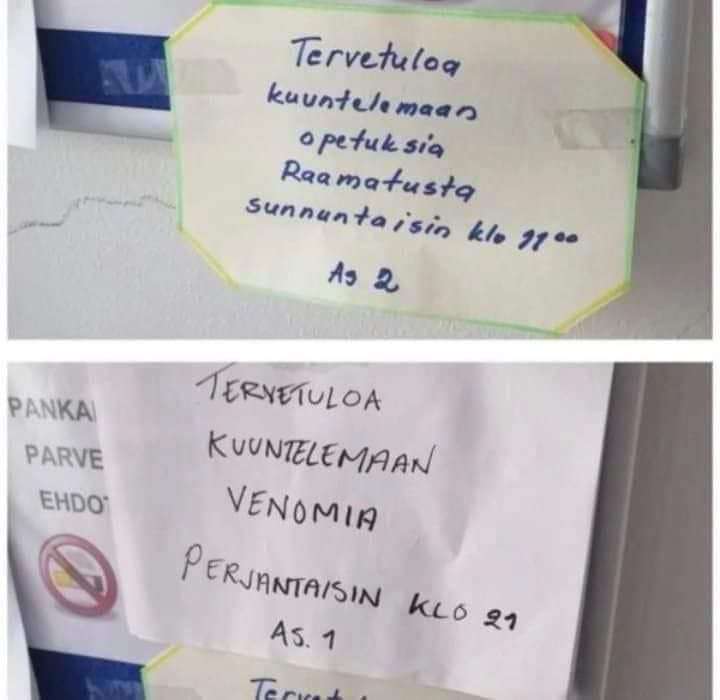 Tervetuloa
kuuntelemaan
opetuksia
Raamatusta
sunnuntaisin klo 11⁰⁰
As 2
TERVETULOA
KUUNTELEMAAN
VENOMIA
PERJANTAISIN KLO 21
AS. 1
PANKA
PARVE
EHDO
Tervet